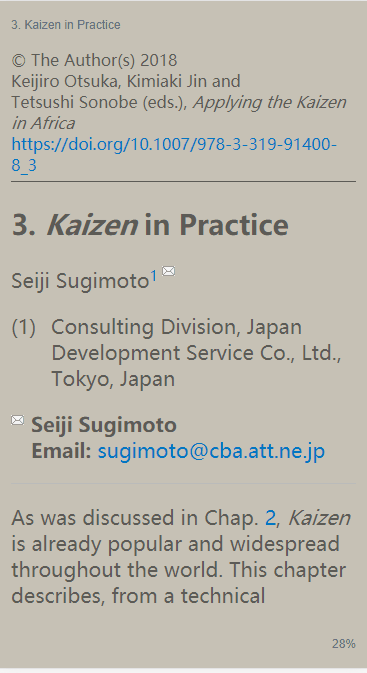 3. Kaizen in Practice
© The Author(s) 2018
Keijiro Otsuka, Kimiaki Jin and
Tetsushi Sonobe (eds.), Applying the Kaizen
in Africa
https://doi.org/10.1007/978-3-319-91400-
8_3
3. Kaizen in Practice
Seiji Sugimoto1
(1) Consulting Division, Japan
Development Service Co., Ltd.,
Tokyo, Japan
Seiji Sugimoto
Email: sugimoto@cba.att.ne.jp
As was discussed in Chap. 2, Kaizen
is already popular and widespread
throughout the world. This chapter
describes, from a technical
28%